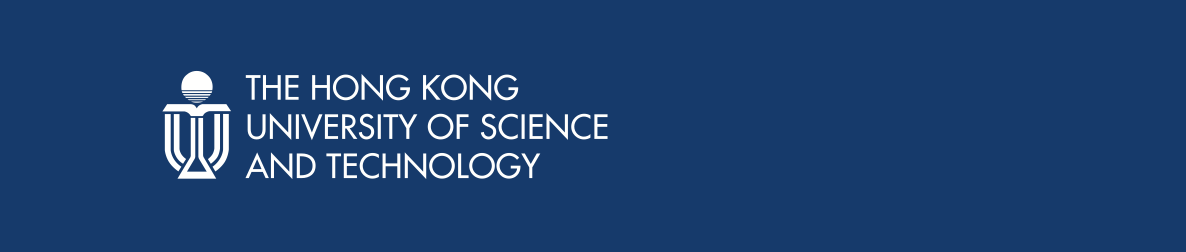 THE HONG KONG
UNIVERSITY OF SCIENCE
AND TECHNOLOGY